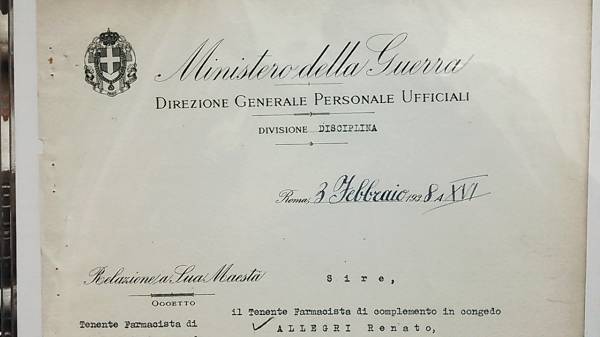 Ministero della Guerra
DIREZIONE GENERALE PERSONALE UFFICIALI
DIVISIONE DISCIPLINA
Roma, 3 Febbraio 1938 A XVI
Relazione a Sua Maestà
OGGETTO
Tenente Farmacista di
Sire,
il Tenente Farmacista di complemento in congedo
ALLEGRI Renato,